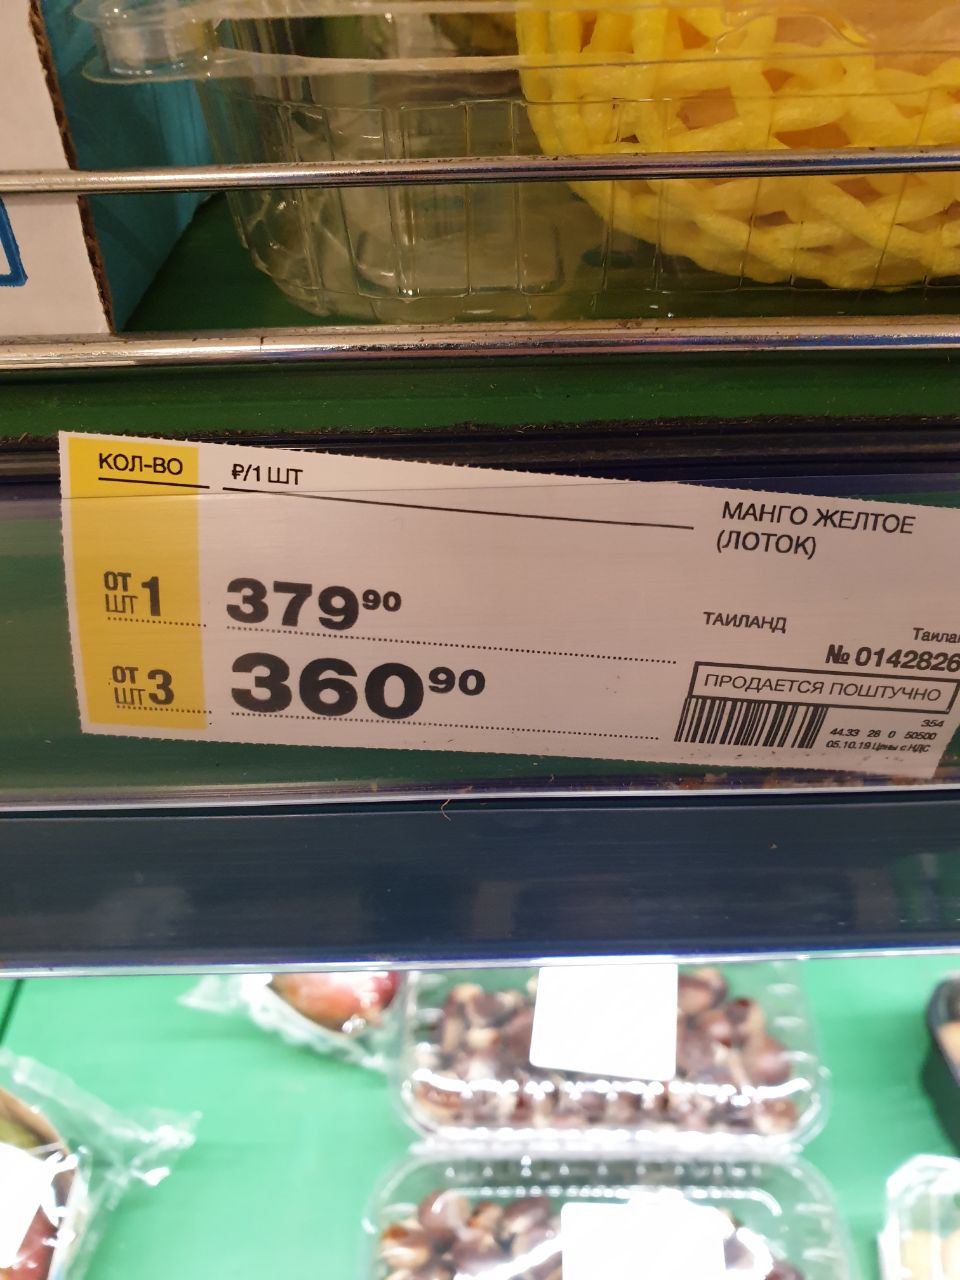 КОЛ-ВО ₽/1 ШТ
МАНГО ЖЕЛТОЕ
(ЛОТОК)
ОТ 1
ШТ
379 90
ТАИЛАНД
№ 0142826
ОТ 3
ШТ
360 90
ПРОДАЕТСЯ ПОШТУЧНО
354
44.33 28 0 50500
05.10.19 Цены с НДС